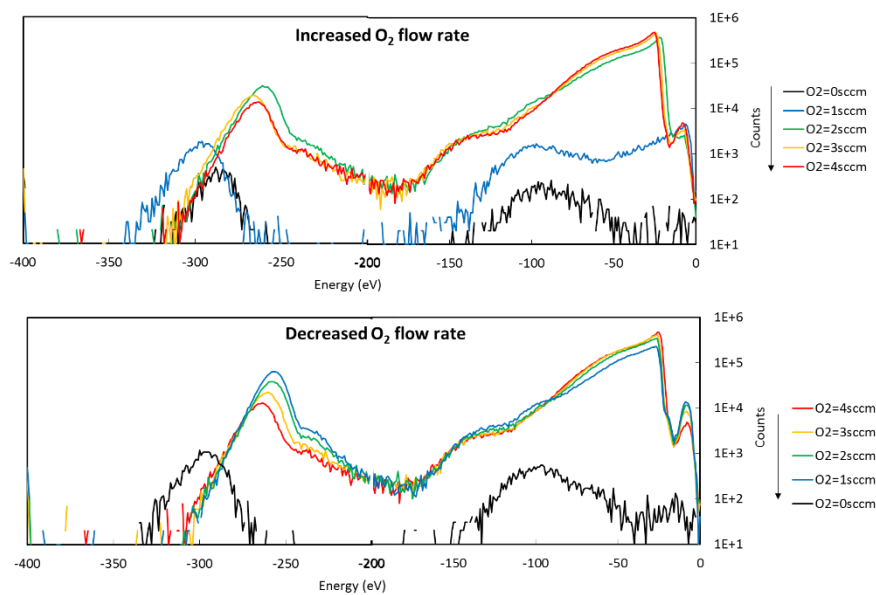 Increased O2 flow rate
1E+6
1E+5
1E+4
1E+3
1E+2
1E+1
Counts
O2=0sccm
O2=1sccm
O2=2sccm
O2=3sccm
O2=4sccm
-400 -350 -300 -250 -200 -150 -100 -50 0
Energy (eV)
Decreased O2 flow rate
1E+6
1E+5
1E+4
1E+3
1E+2
1E+1
Counts
O2=4sccm
O2=3sccm
O2=2sccm
O2=1sccm
O2=0sccm
-400 -350 -300 -250 -200 -150 -100 -50 0
Energy (eV)